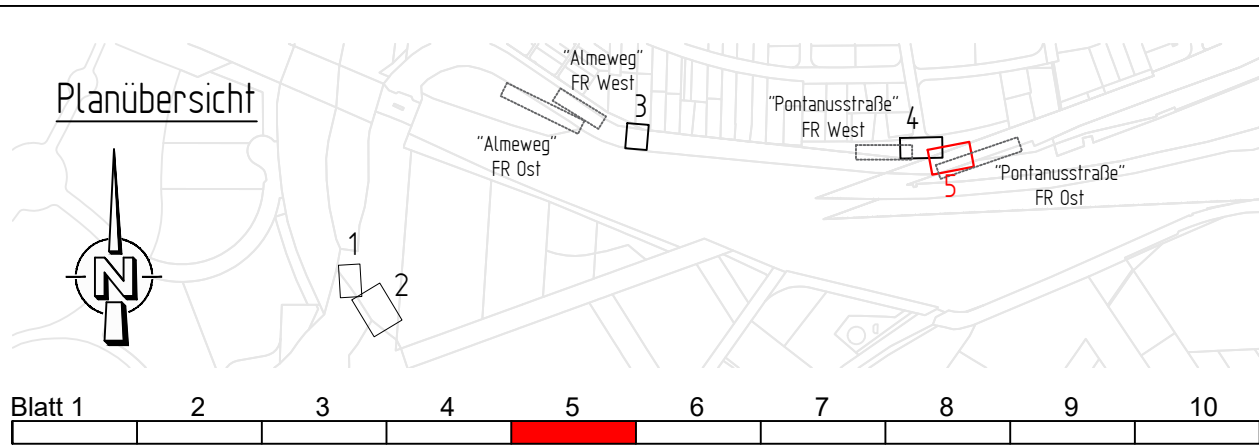 Planübersicht
"Almeweg"
FR West
3
"Almeweg"
FR Ost
"Pontanusstraße"
FR West
4
5
"Pontanusstraße"
FR Ost
N
1
2
Blatt 1 2 3 4 5 6 7 8 9 10